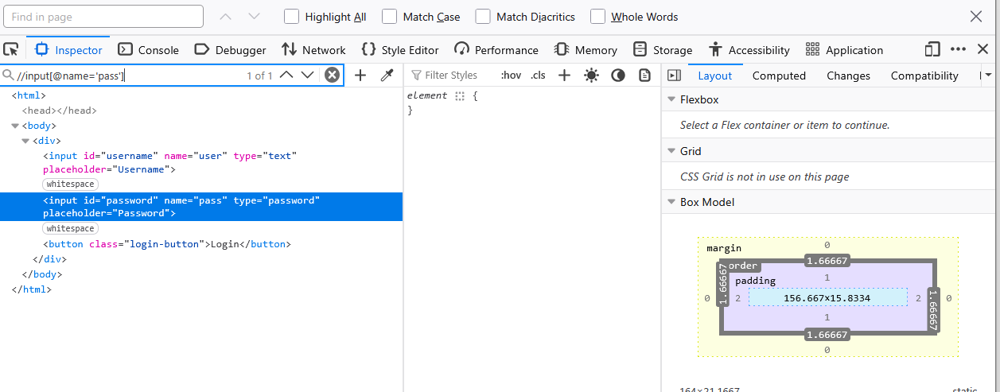 Find in page Highlight All Match Case Match Diacritics Whole Words
Inspector Console Debugger Network Style Editor Performance Memory Storage Accessibility Application
//input[@name='pass'] 1 of 1 Filter Styles :hov .cls Layout Computed Changes Compatibility
<html>
<head></head>
<body>
<div>
<input id="username" name="user" type="text"
placeholder="Username">
whitespace
<input id="password" name="pass" type="password"
placeholder="Password">
whitespace
<button class="login-button">Login</button>
</div>
</body>
</html>
element {
}
Flexbox
Select a Flex container or item to continue.
Grid
CSS Grid is not in use on this page
Box Model
margin 0
order 1.66667
padding 1
0 1.66667 2 156.667×15.8334 2 1.66667 0
1
1.66667
0
164×21.1667 static